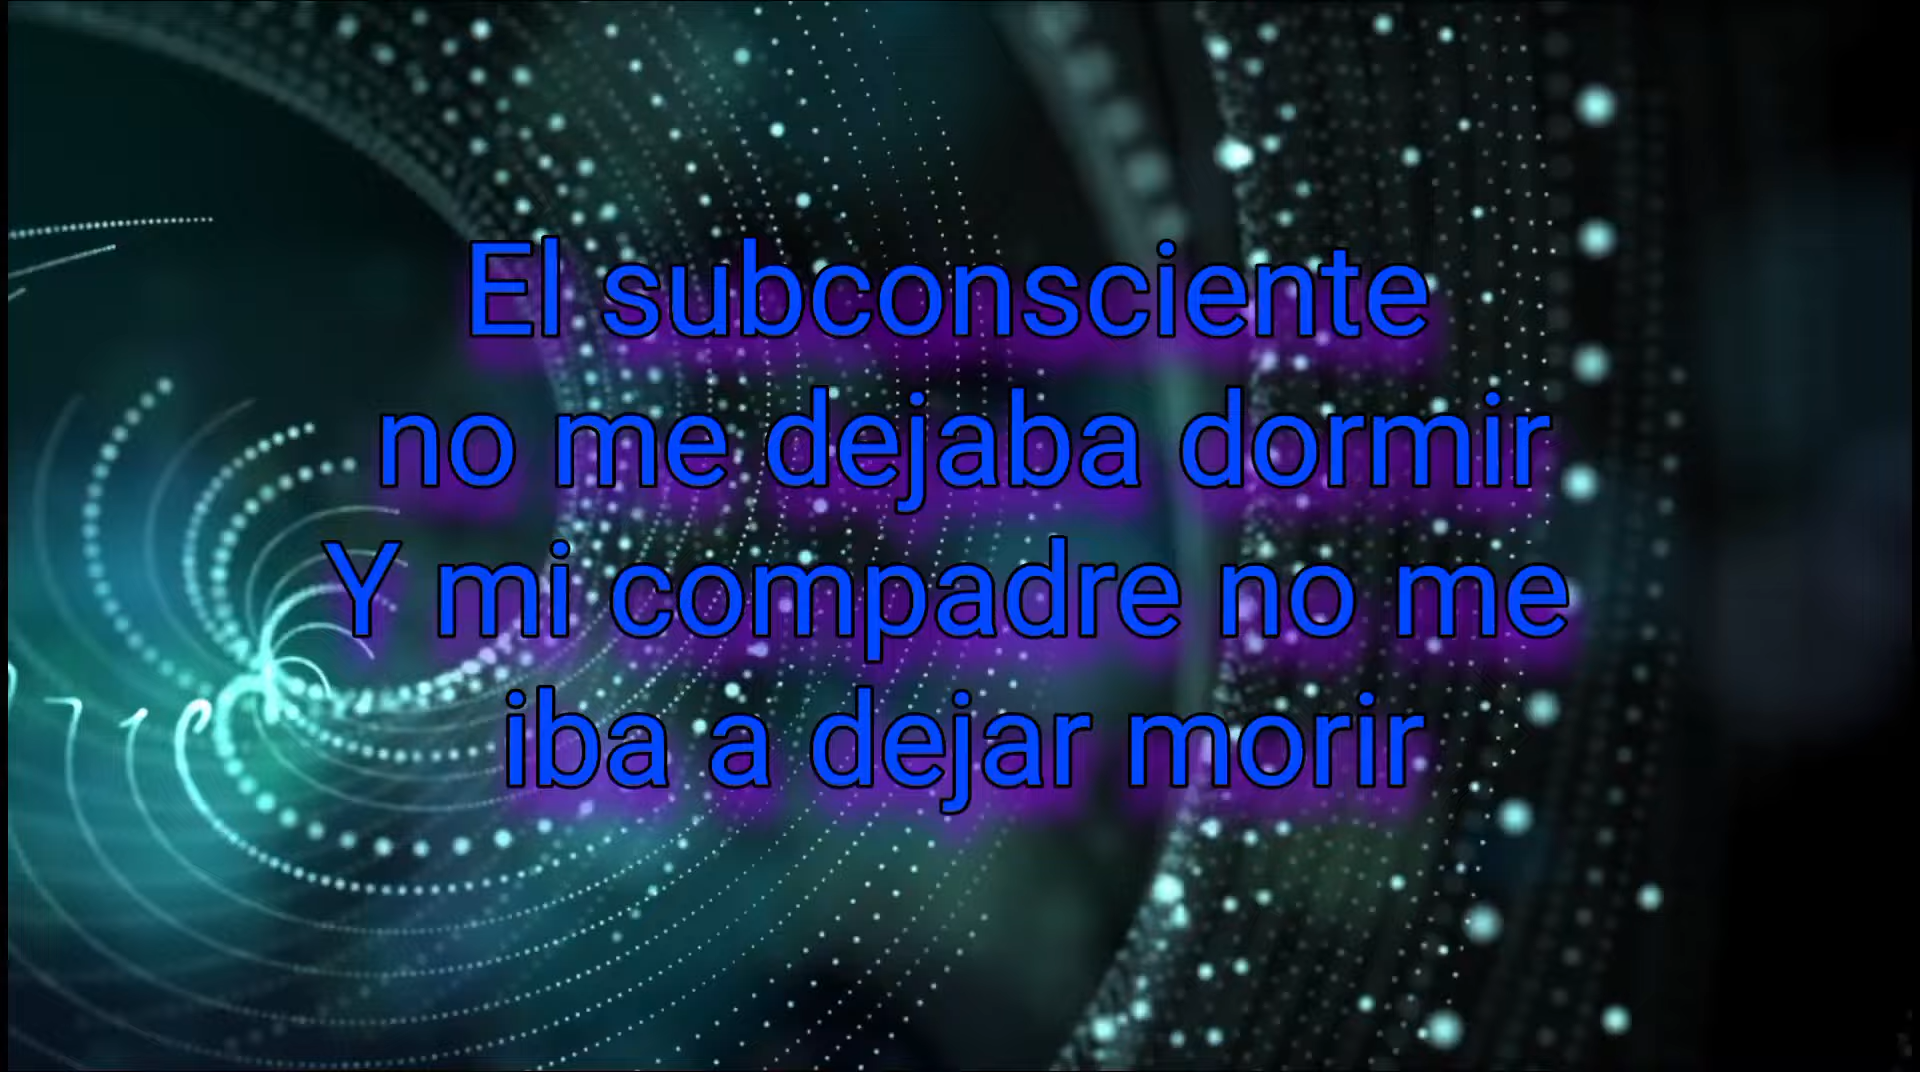 El subconsciente
no me dejaba dormir
Y mi compadre no me
iba a dejar morir